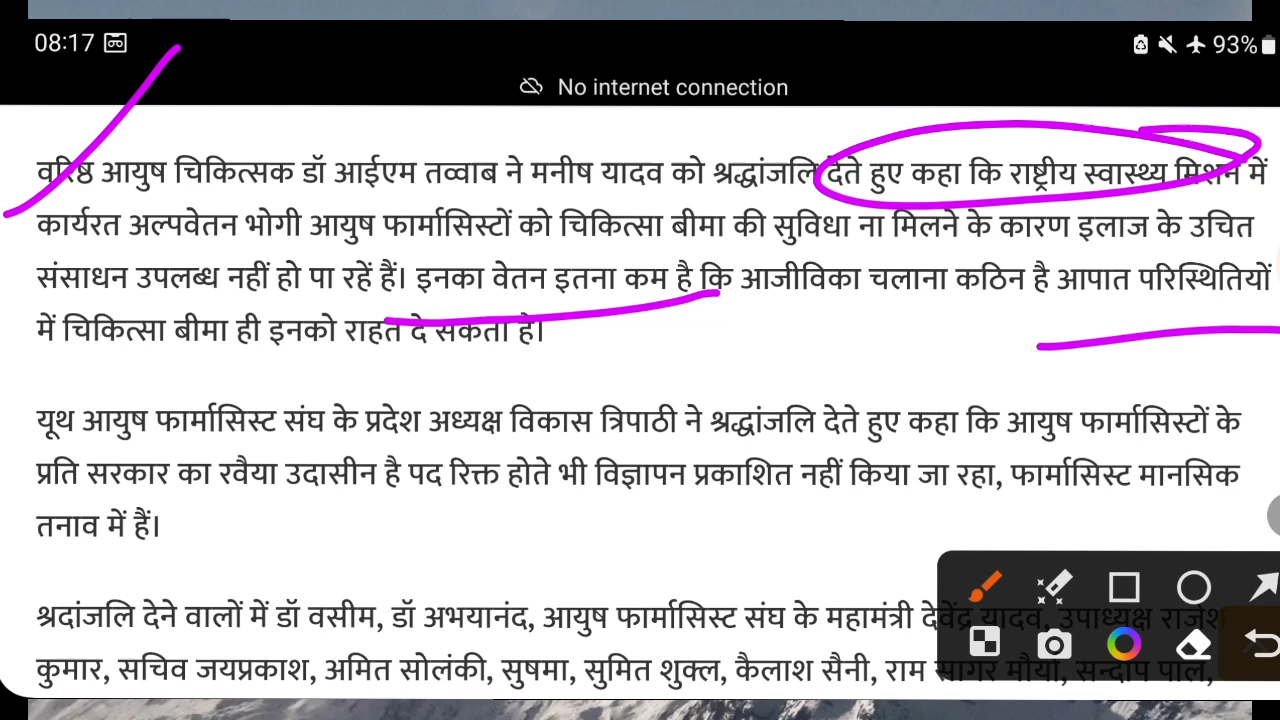 08:17
93%
No internet connection
वरिष्ठ आयुष चिकित्सक डॉ आईएम तव्वाब ने मनीष यादव को श्रद्धांजलि देते हुए कहा कि राष्ट्रीय स्वास्थ्य मिशन में
कार्यरत अल्पवेतन भोगी आयुष फार्मासिस्टों को चिकित्सा बीमा की सुविधा ना मिलने के कारण इलाज के उचित
संसाधन उपलब्ध नहीं हो पा रहें हैं। इनका वेतन इतना कम है कि आजीविका चलाना कठिन है आपात परिस्थितियों
में चिकित्सा बीमा ही इनको राहत दे सकता है।
यूथ आयुष फार्मासिस्ट संघ के प्रदेश अध्यक्ष विकास त्रिपाठी ने श्रद्धांजलि देते हुए कहा कि आयुष फार्मासिस्टों के
प्रति सरकार का रवैया उदासीन है पद रिक्त होते भी विज्ञापन प्रकाशित नहीं किया जा रहा, फार्मासिस्ट मानसिक
तनाव में हैं।
श्रदांजलि देने वालों में डॉ वसीम, डॉ अभयानंद, आयुष फार्मासिस्ट संघ के महामंत्री देवेंद्र यादव, उपाध्यक्ष राजेश
कुमार, सचिव जयप्रकाश, अमित सोलंकी, सुषमा, सुमित शुक्ल, कैलाश सैनी, राम सागर मौर्या, सन्दीप पाल,